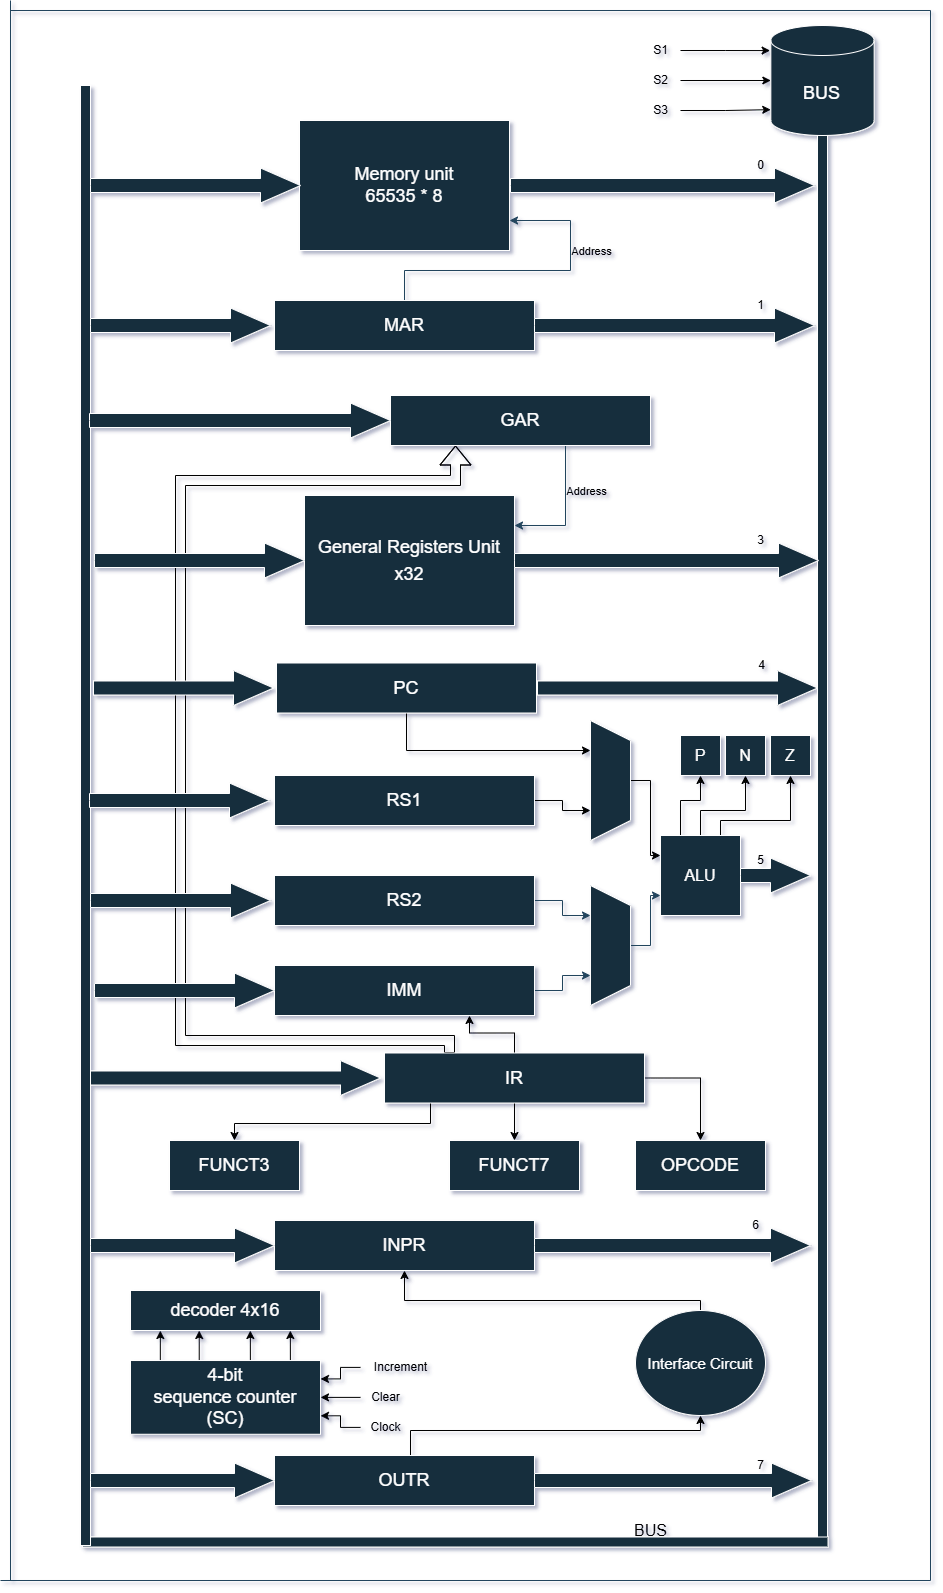 S1
S2
S3
BUS
Memory unit
65535 * 8
0
Address
MAR
1
GAR
Address
General Registers Unit
x32
3
PC
4
P
N
Z
RS1
ALU
5
RS2
IMM
IR
FUNCT3
FUNCT7
OPCODE
INPR
6
decoder 4x16
4-bit
sequence counter
(SC)
Increment
Clear
Clock
Interface Circuit
OUTR
7
BUS